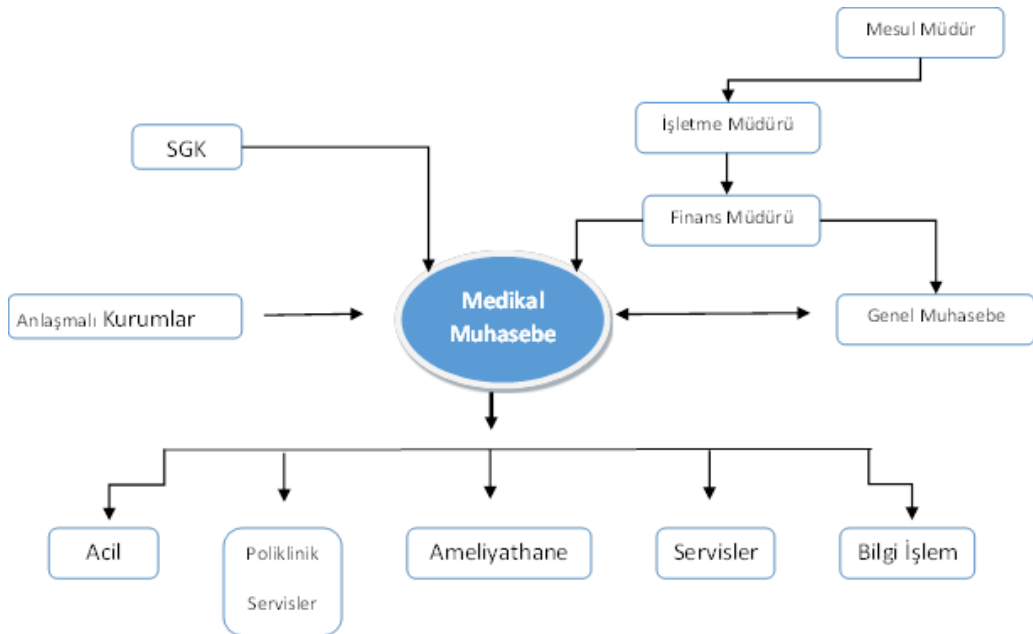 Mesul Müdür
İşletme Müdürü
SGK
Finans Müdürü
Medikal
Muhasebe
Anlaşmalı Kurumlar
Genel Muhasebe
Acil
Poliklinik
Servisler
Ameliyathane
Servisler
Bilgi İşlem